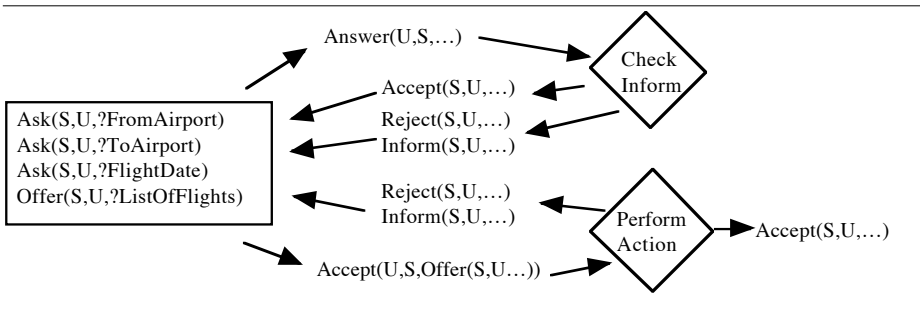 Answer(U,S,…)
Check
Inform
Accept(S,U,…)
Reject(S,U,…)
Inform(S,U,…)
Ask(S,U,?FromAirport)
Ask(S,U,?ToAirport)
Ask(S,U,?FlightDate)
Offer(S,U,?ListOfFlights)
Reject(S,U,…)
Inform(S,U,…)
Perform
Action
Accept(S,U,…)
Accept(U,S,Offer(S,U…))